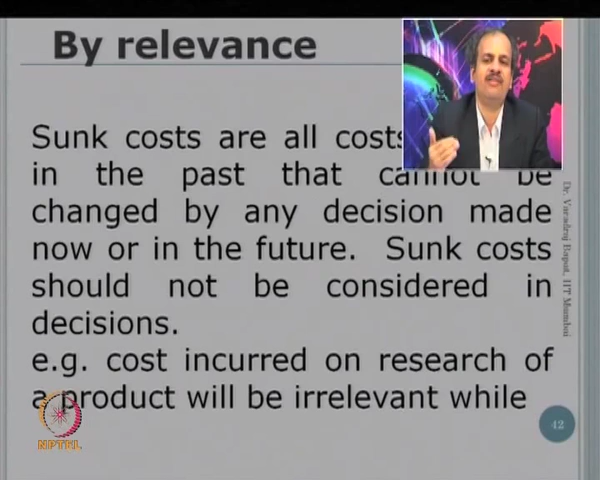 By relevance
Sunk costs are all costs
in the past that cannot be
changed by any decision made
now or in the future. Sunk costs
should not be considered in
decisions.
e.g. cost incurred on research of
a product will be irrelevant while
Dr. Varadraj Bapat, IIT Mumbai
NPTEL
42